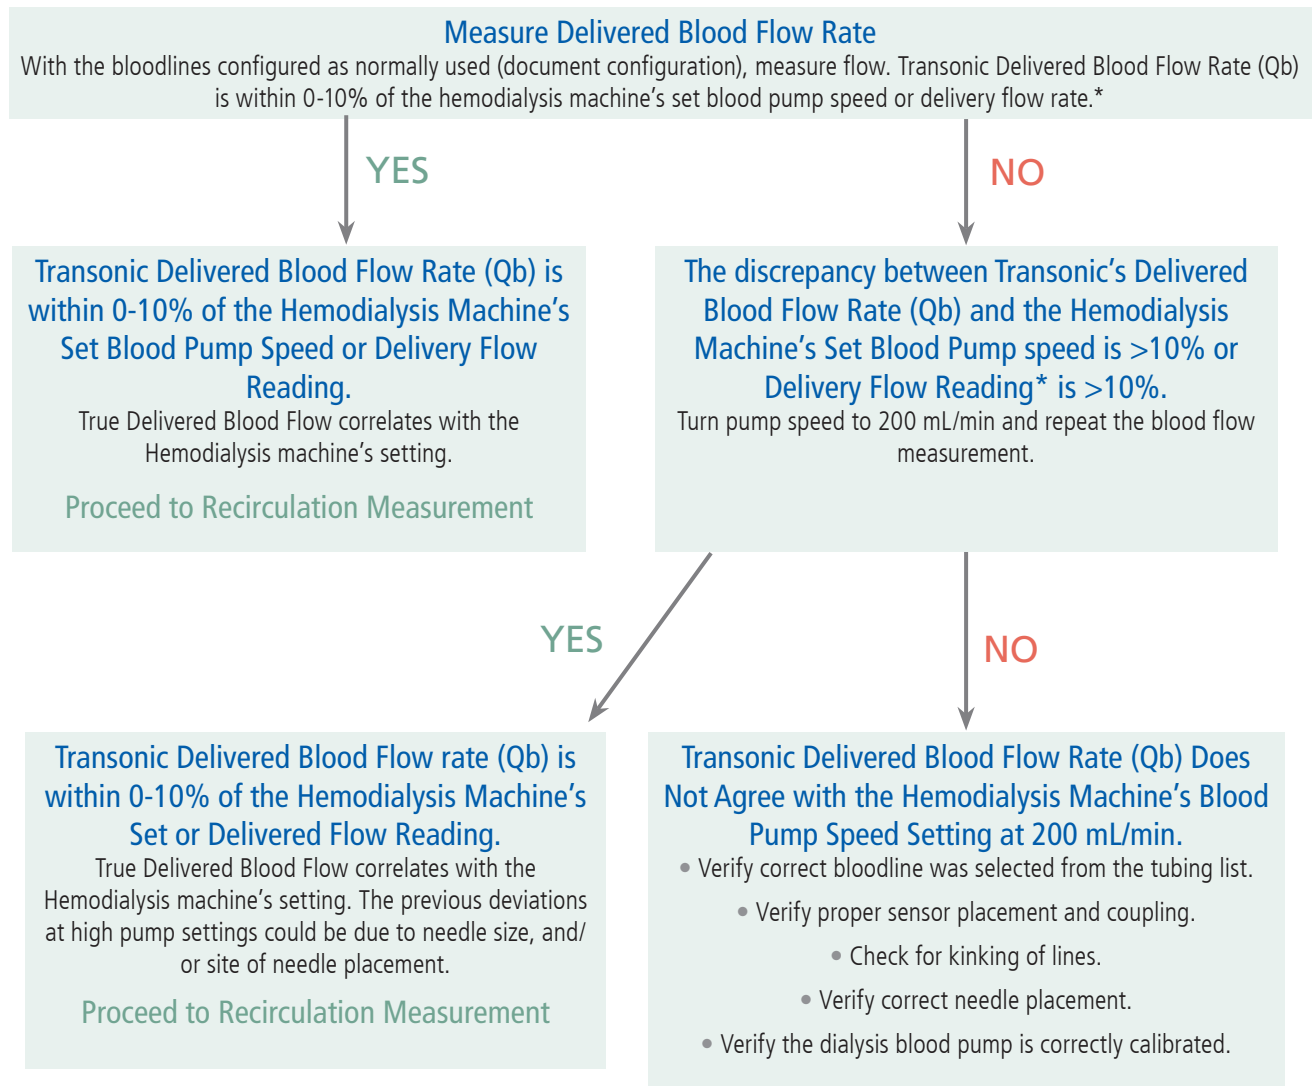 Measure Delivered Blood Flow Rate
With the bloodlines configured as normally used (document configuration), measure flow. Transonic Delivered Blood Flow Rate (Qb)
is within 0-10% of the hemodialysis machine’s set blood pump speed or delivery flow rate.*
YES
NO
Transonic Delivered Blood Flow Rate (Qb) is
within 0-10% of the Hemodialysis Machine’s
Set Blood Pump Speed or Delivery Flow
Reading.
True Delivered Blood Flow correlates with the
Hemodialysis machine’s setting.
Proceed to Recirculation Measurement
The discrepancy between Transonic’s Delivered
Blood Flow Rate (Qb) and the Hemodialysis
Machine’s Set Blood Pump speed is >10% or
Delivery Flow Reading* is >10%.
Turn pump speed to 200 mL/min and repeat the blood flow
measurement.
YES
NO
Transonic Delivered Blood Flow rate (Qb) is
within 0-10% of the Hemodialysis Machine’s
Set or Delivered Flow Reading.
True Delivered Blood Flow correlates with the
Hemodialysis machine’s setting. The previous deviations
at high pump settings could be due to needle size, and/
or site of needle placement.
Proceed to Recirculation Measurement
Transonic Delivered Blood Flow Rate (Qb) Does
Not Agree with the Hemodialysis Machine’s Blood
Pump Speed Setting at 200 mL/min.
• Verify correct bloodline was selected from the tubing list.
• Verify proper sensor placement and coupling.
• Check for kinking of lines.
• Verify correct needle placement.
• Verify the dialysis blood pump is correctly calibrated.